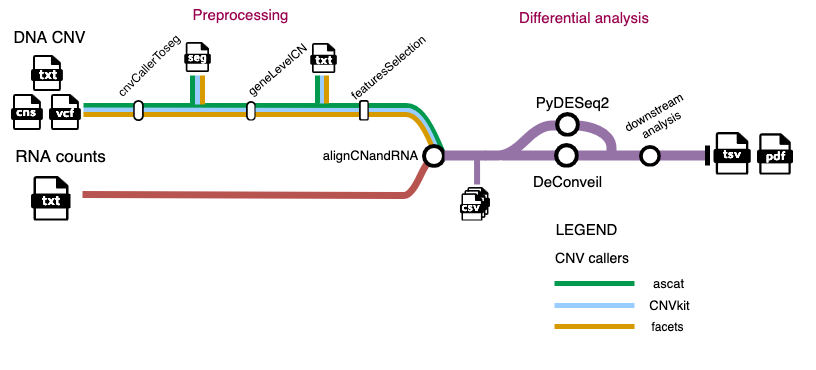 Preprocessing
Differential analysis
DNA CNV
txt
cns
vcf
cnvCallerToseg
seg
geneLevelCN
txt
featuresSelection
RNA counts
txt
alignCNandRNA
csv
PyDESeq2
DeConveil
downstream
analysis
tsv
pdf
LEGEND
CNV callers
ascat
CNVkit
facets